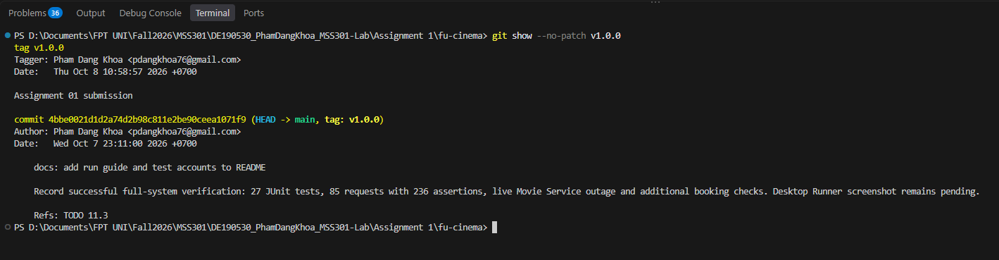 Problems 36 Output Debug Console Terminal Ports
PS D:\Documents\FPT UNI\Fall2026\MSS301\DE190530_PhamDangKhoa_MSS301-Lab\Assignment 1\fu-cinema> git show --no-patch v1.0.0
tag v1.0.0
Tagger: Pham Dang Khoa <pdangkhoa76@gmail.com>
Date:   Thu Oct 8 10:58:57 2026 +0700
Assignment 01 submission
commit 4bbe0021d1d2a74d2b98c811e2be90ceea1071f9 (HEAD -> main, tag: v1.0.0)
Author: Pham Dang Khoa <pdangkhoa76@gmail.com>
Date:   Wed Oct 7 23:11:00 2026 +0700
docs: add run guide and test accounts to README
Record successful full-system verification: 27 JUnit tests, 85 requests with 236 assertions, live Movie Service outage and additional booking checks. Desktop Runner screenshot remains pending.
Refs: TODO 11.3
PS D:\Documents\FPT UNI\Fall2026\MSS301\DE190530_PhamDangKhoa_MSS301-Lab\Assignment 1\fu-cinema>